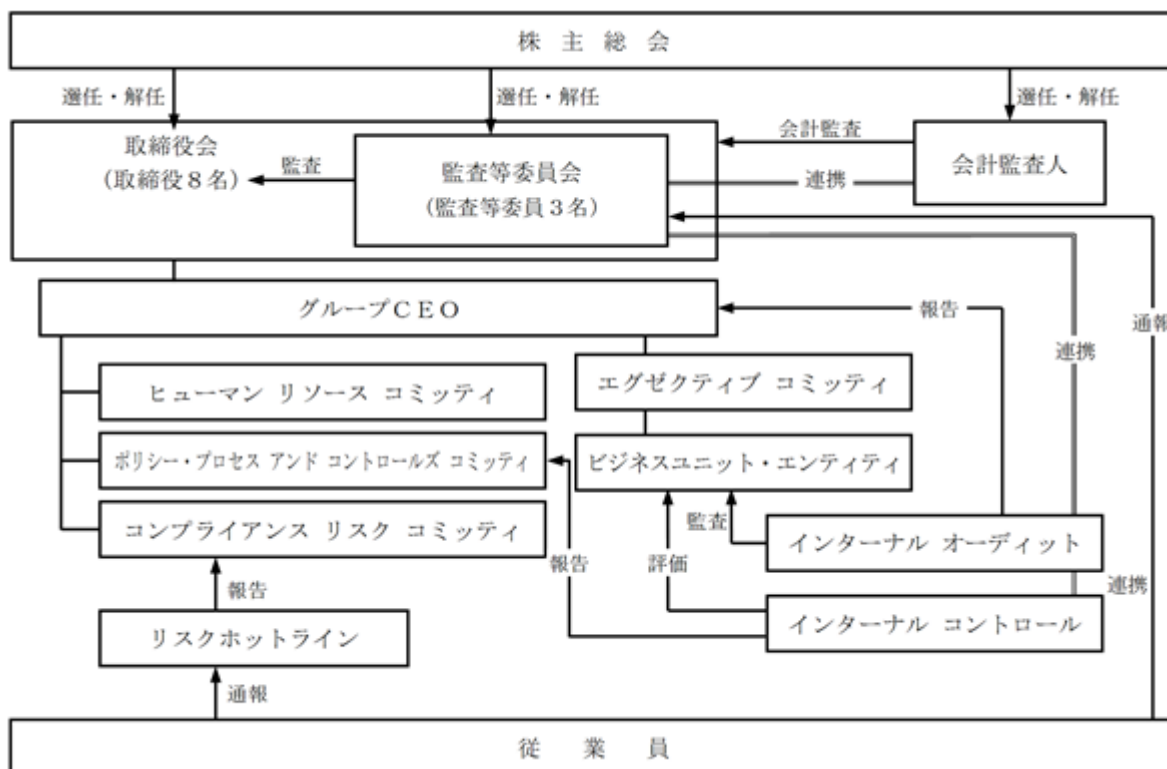 株 主 総 会
選任・解任
選任・解任
選任・解任
取締役会
(取締役8名)
監査
監査等委員会
(監査等委員3名)
会計監査
連携
会計監査人
グループCEO
報告
連携
通報
ヒューマン リソース コミッティ
エグゼクティブ コミッティ
ポリシー・プロセス アンド コントロールズ コミッティ
ビジネスユニット・エンティティ
コンプライアンス リスク コミッティ
監査
インターナル オーディット
報告
評価
連携
報告
リスクホットライン
インターナル コントロール
通報
従 業 員